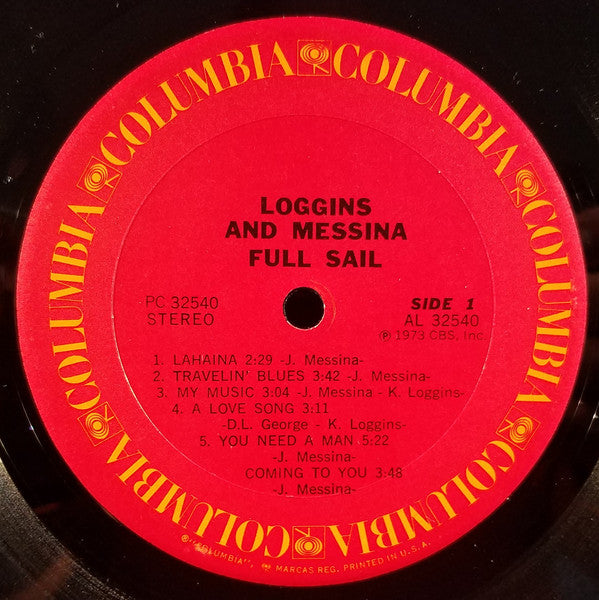 COLUMBIA COLUMBIA COLUMBIA COLUMBIA COLUMBIA COLUMBIA COLUMBIA
LOGGINS
AND MESSINA
FULL SAIL
PC 32540
STEREO
SIDE 1
AL 32540
Ⓟ 1973 CBS, Inc
1. LAHAINA 2:29 -J. Messina-
2. TRAVELIN' BLUES 3:42 -J. Messina-
3. MY MUSIC 3:04 -J. Messina - K. Loggins-
4. A LOVE SONG 3:11
-D.L. George - K. Loggins-
5. YOU NEED A MAN 5:22
-J. Messina-
COMING TO YOU 3:48
-J. Messina-
®"COLUMBIA", MARCAS REG. PRINTED IN U.S.A.